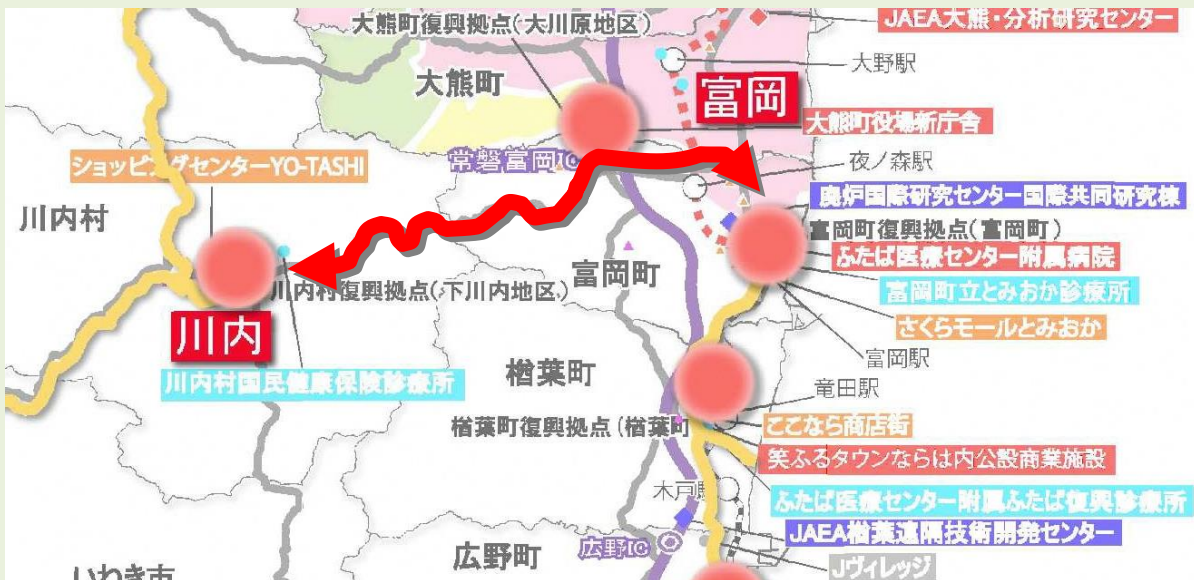 JAEA大熊・分析研究センター
大熊町復興拠点(大川原地区)
大野駅
大熊町
富岡
大熊町役場新庁舎
常磐富岡IC
夜ノ森駅
ショッピングセンターYO-TASHI
廃炉国際研究センター国際共同研究棟
川内村
富岡町復興拠点(富岡町)
ふたば医療センター附属病院
富岡町
川内村復興拠点(下川内地区)
富岡町立とみおか診療所
さくらモールとみおか
川内
富岡駅
楢葉町
竜田駅
川内村国民健康保険診療所
楢葉町復興拠点(楢葉町
ここなら商店街
笑ふるタウンならは内公設商業施設
木戸駅
ふたば医療センター附属ふたば復興診療所
JAEA楢葉遠隔技術開発センター
広野町
広野IC
Jヴィレッジ
いわき市